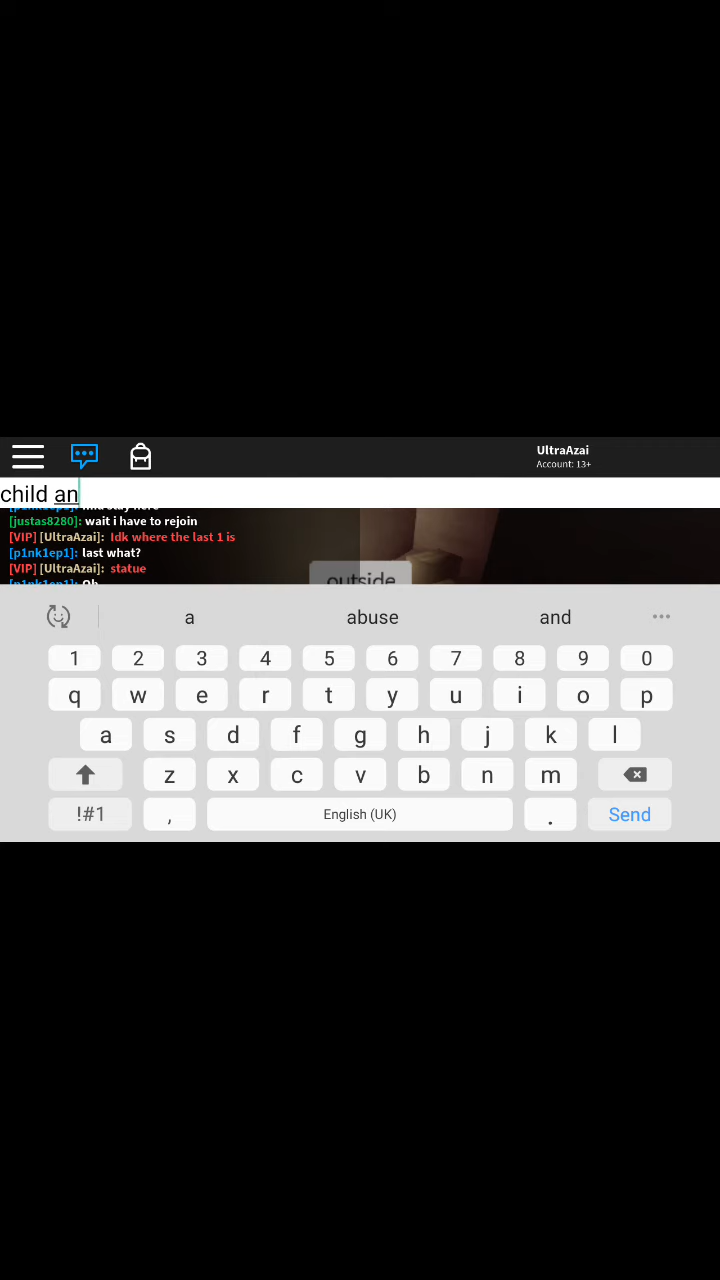 UltraAzai
Account: 13+
child an
[justas8280]: wait i have to rejoin
[VIP] [UltraAzai]: Idk where the last 1 is
[p1nk1ep1]: last what?
[VIP] [UltraAzai]: statue
[p1nk1ep1]: Oh
outside
a abuse and
1 2 3 4 5 6 7 8 9 0
q w e r t y u i o p
a s d f g h j k l
z x c v b n m
!#1 , English (UK) . Send